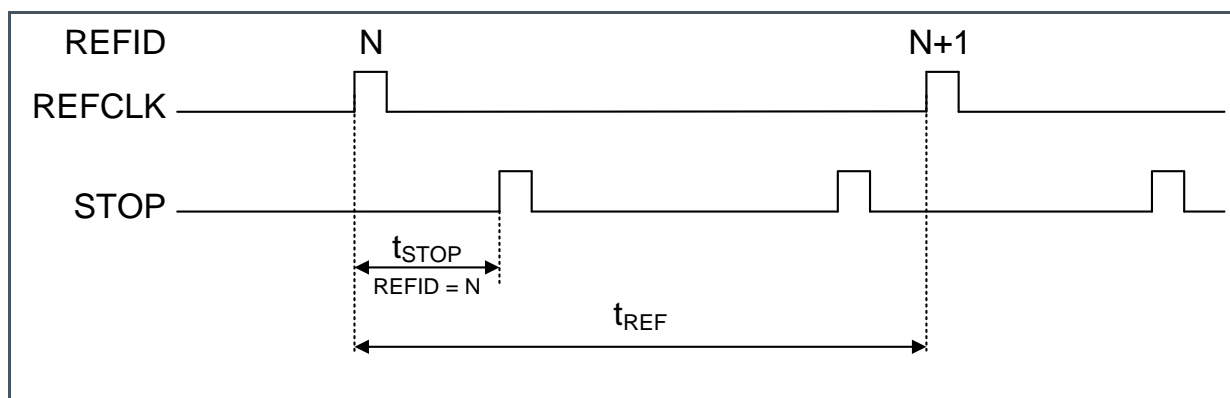 REFID N N+1
REFCLK
STOP
tSTOP
REFID = N
tREF